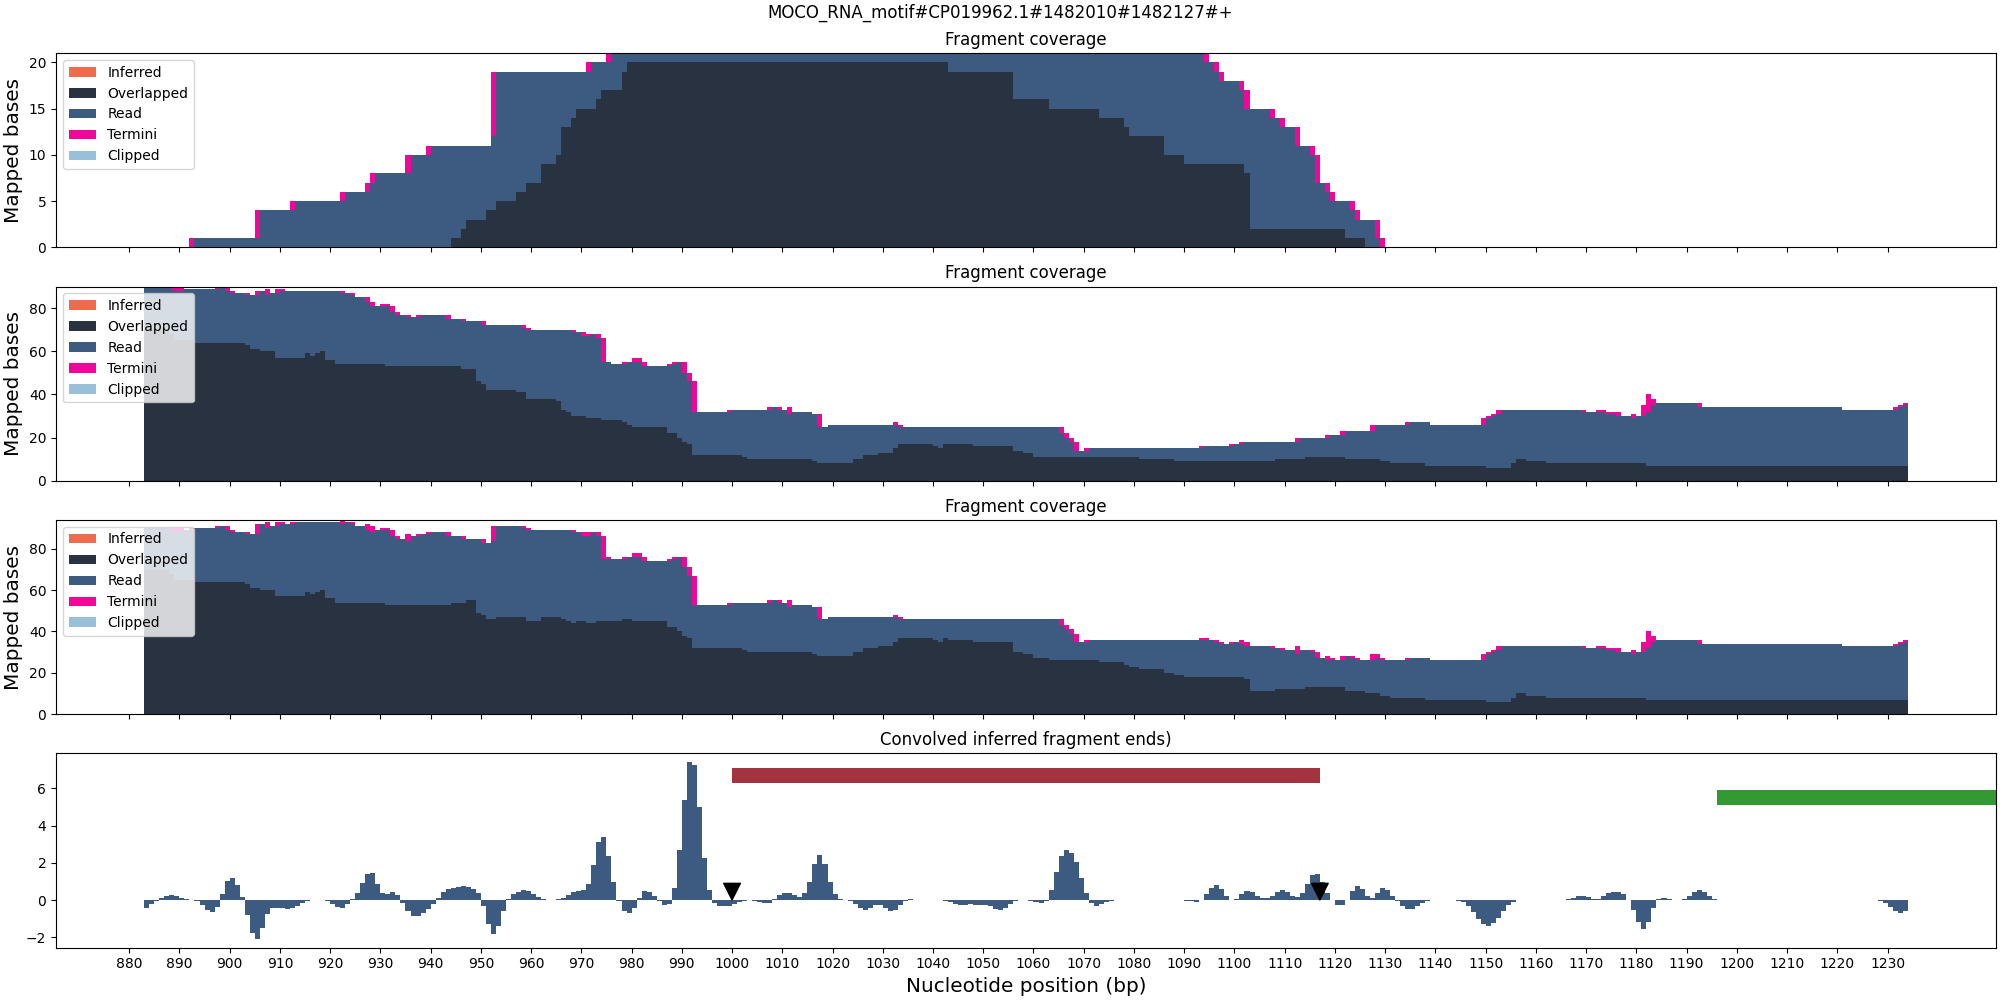 MOCO_RNA_motif#CP019962.1#1482010#1482127#+
Fragment coverage
Mapped bases
20
15
10
5
0
Inferred
Overlapped
Read
Termini
Clipped
Fragment coverage
Mapped bases
80
60
40
20
0
Inferred
Overlapped
Read
Termini
Clipped
Fragment coverage
Mapped bases
80
60
40
20
0
Inferred
Overlapped
Read
Termini
Clipped
Convolved inferred fragment ends)
6
4
2
0
−2
880 890 900 910 920 930 940 950 960 970 980 990 1000 1010 1020 1030 1040 1050 1060 1070 1080 1090 1100 1110 1120 1130 1140 1150 1160 1170 1180 1190 1200 1210 1220 1230
Nucleotide position (bp)